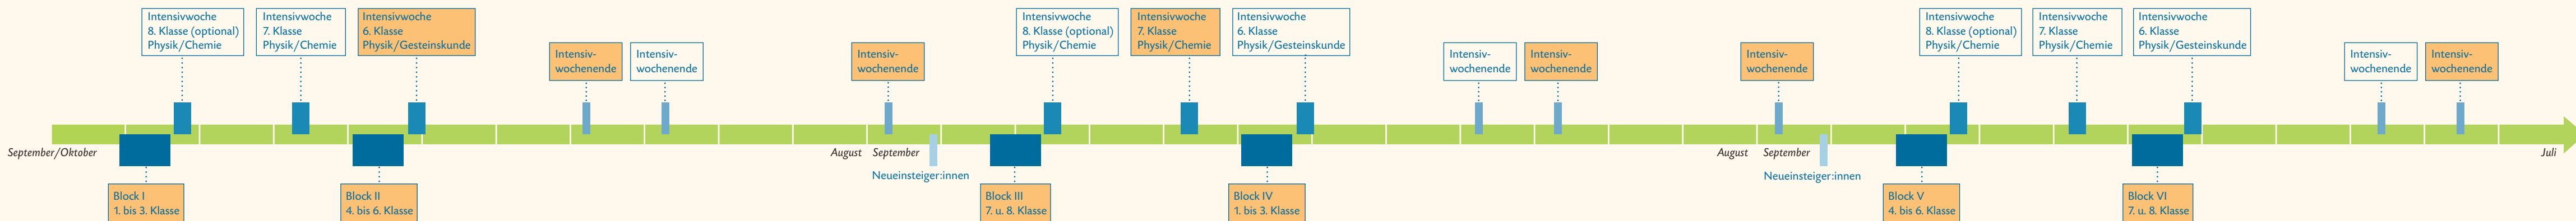 Intensivwoche
8. Klasse (optional)
Physik/Chemie
Intensivwoche
7. Klasse
Physik/Chemie
Intensivwoche
6. Klasse
Physik/Gesteinskunde
Intensiv-
wochenende
Intensiv-
wochenende
Intensiv-
wochenende
Intensivwoche
8. Klasse (optional)
Physik/Chemie
Intensivwoche
7. Klasse
Physik/Chemie
Intensivwoche
6. Klasse
Physik/Gesteinskunde
Intensiv-
wochenende
Intensiv-
wochenende
Intensiv-
wochenende
Intensivwoche
8. Klasse (optional)
Physik/Chemie
Intensivwoche
7. Klasse
Physik/Chemie
Intensivwoche
6. Klasse
Physik/Gesteinskunde
Intensiv-
wochenende
Intensiv-
wochenende
September/Oktober
August
September
August
September
Juli
Neueinsteiger:innen
Neueinsteiger:innen
Block I
1. bis 3. Klasse
Block II
4. bis 6. Klasse
Block III
7. u. 8. Klasse
Block IV
1. bis 3. Klasse
Block V
4. bis 6. Klasse
Block VI
7. u. 8. Klasse